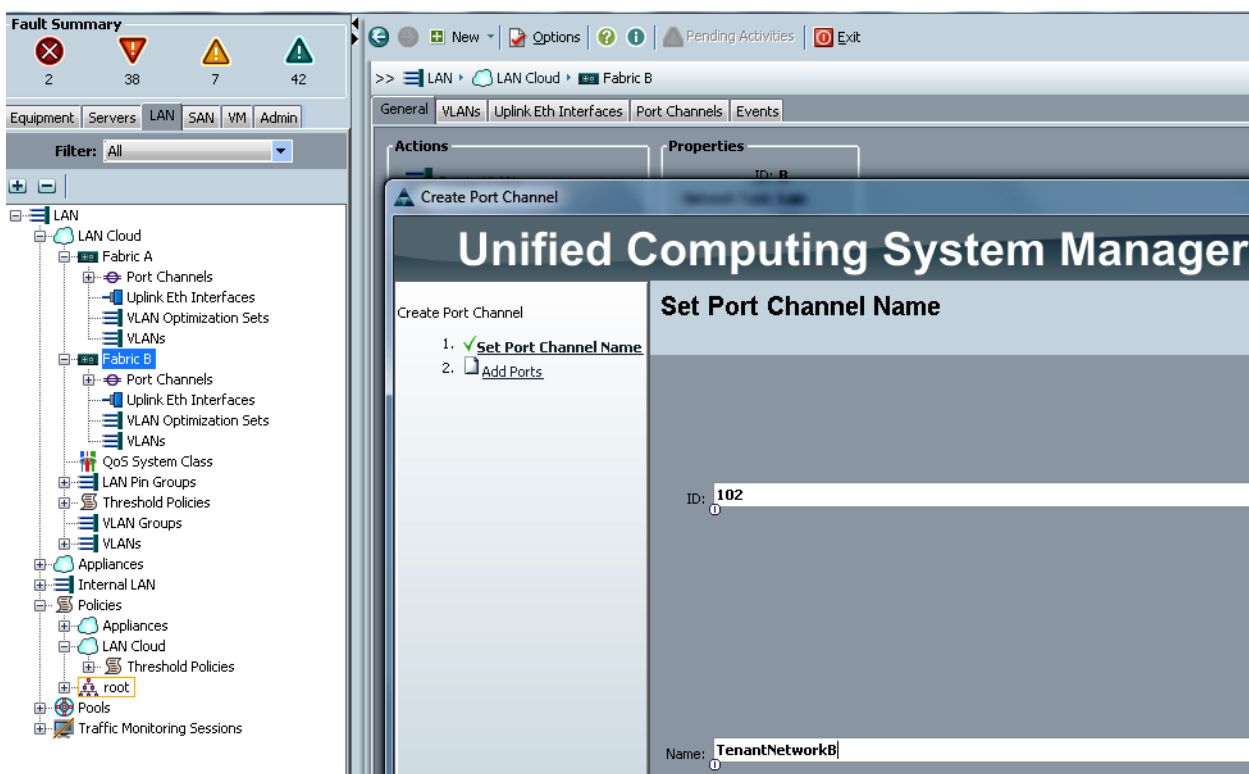 Fault Summary
2 38 7 42
Equipment Servers LAN SAN VM Admin
Filter: All
LAN
LAN Cloud
Fabric A
Port Channels
Uplink Eth Interfaces
VLAN Optimization Sets
VLANs
Fabric B
Port Channels
Uplink Eth Interfaces
VLAN Optimization Sets
VLANs
QoS System Class
LAN Pin Groups
Threshold Policies
VLAN Groups
VLANs
Appliances
Internal LAN
Policies
Appliances
LAN Cloud
Threshold Policies
root
Pools
Traffic Monitoring Sessions
New Options Pending Activities Exit
>> LAN LAN Cloud Fabric B
General VLANs Uplink Eth Interfaces Port Channels Events
Actions Properties
ID: B
Create Port Channel
Unified Computing System Manager
Create Port Channel
1. Set Port Channel Name
2. Add Ports
Set Port Channel Name
ID: 102
Name: TenantNetworkB